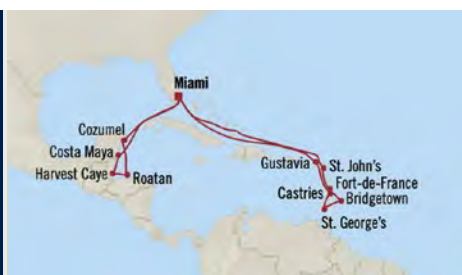 Miami
Cozumel
Costa Maya
Harvest Caye
Roatan
Gustavia
St. John's
Fort-de-France
Castries
Bridgetown
St. George's